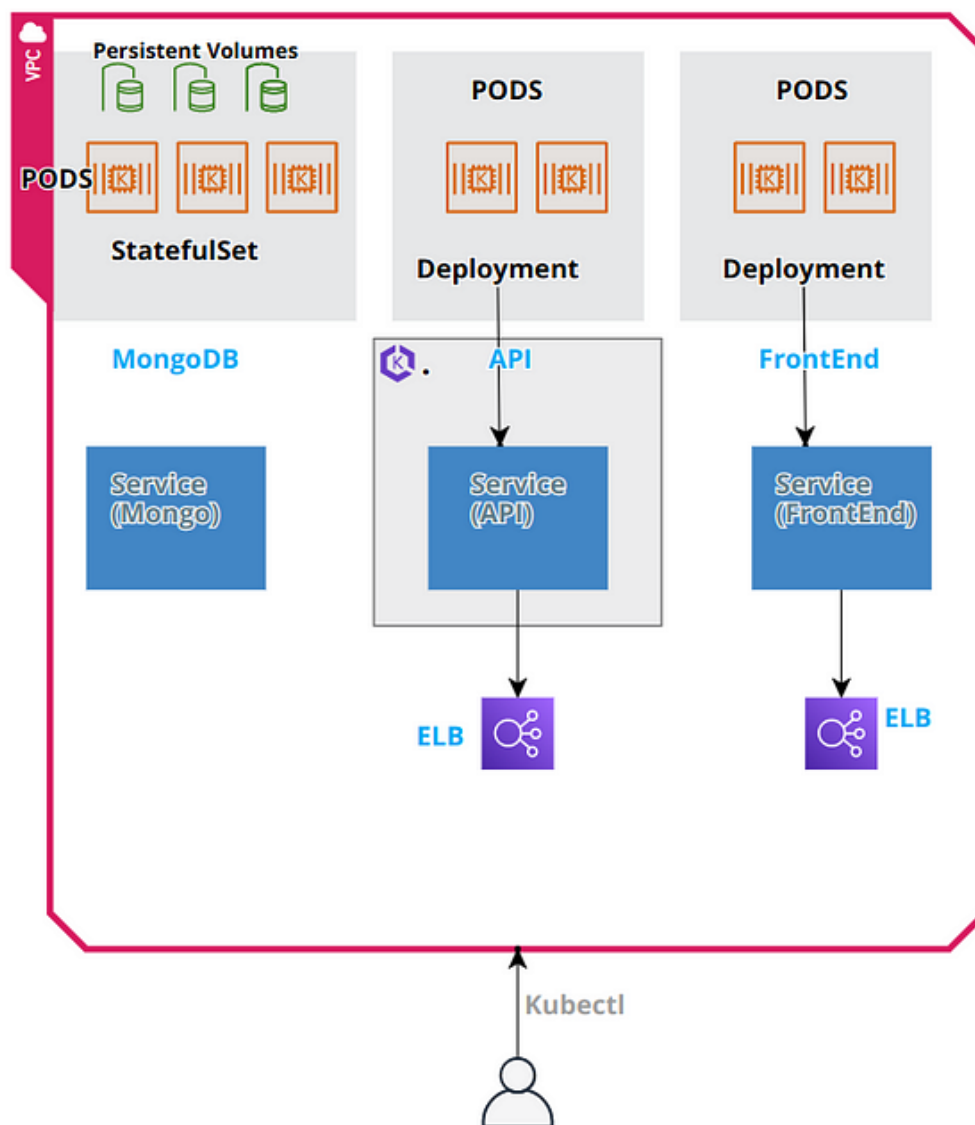 VPC
Persistent Volumes
PODS
StatefulSet
MongoDB
PODS
Deployment
API
PODS
Deployment
FrontEnd
Service
(Mongo)
.
Service
(API)
Service
(FrontEnd)
ELB
ELB
Kubectl